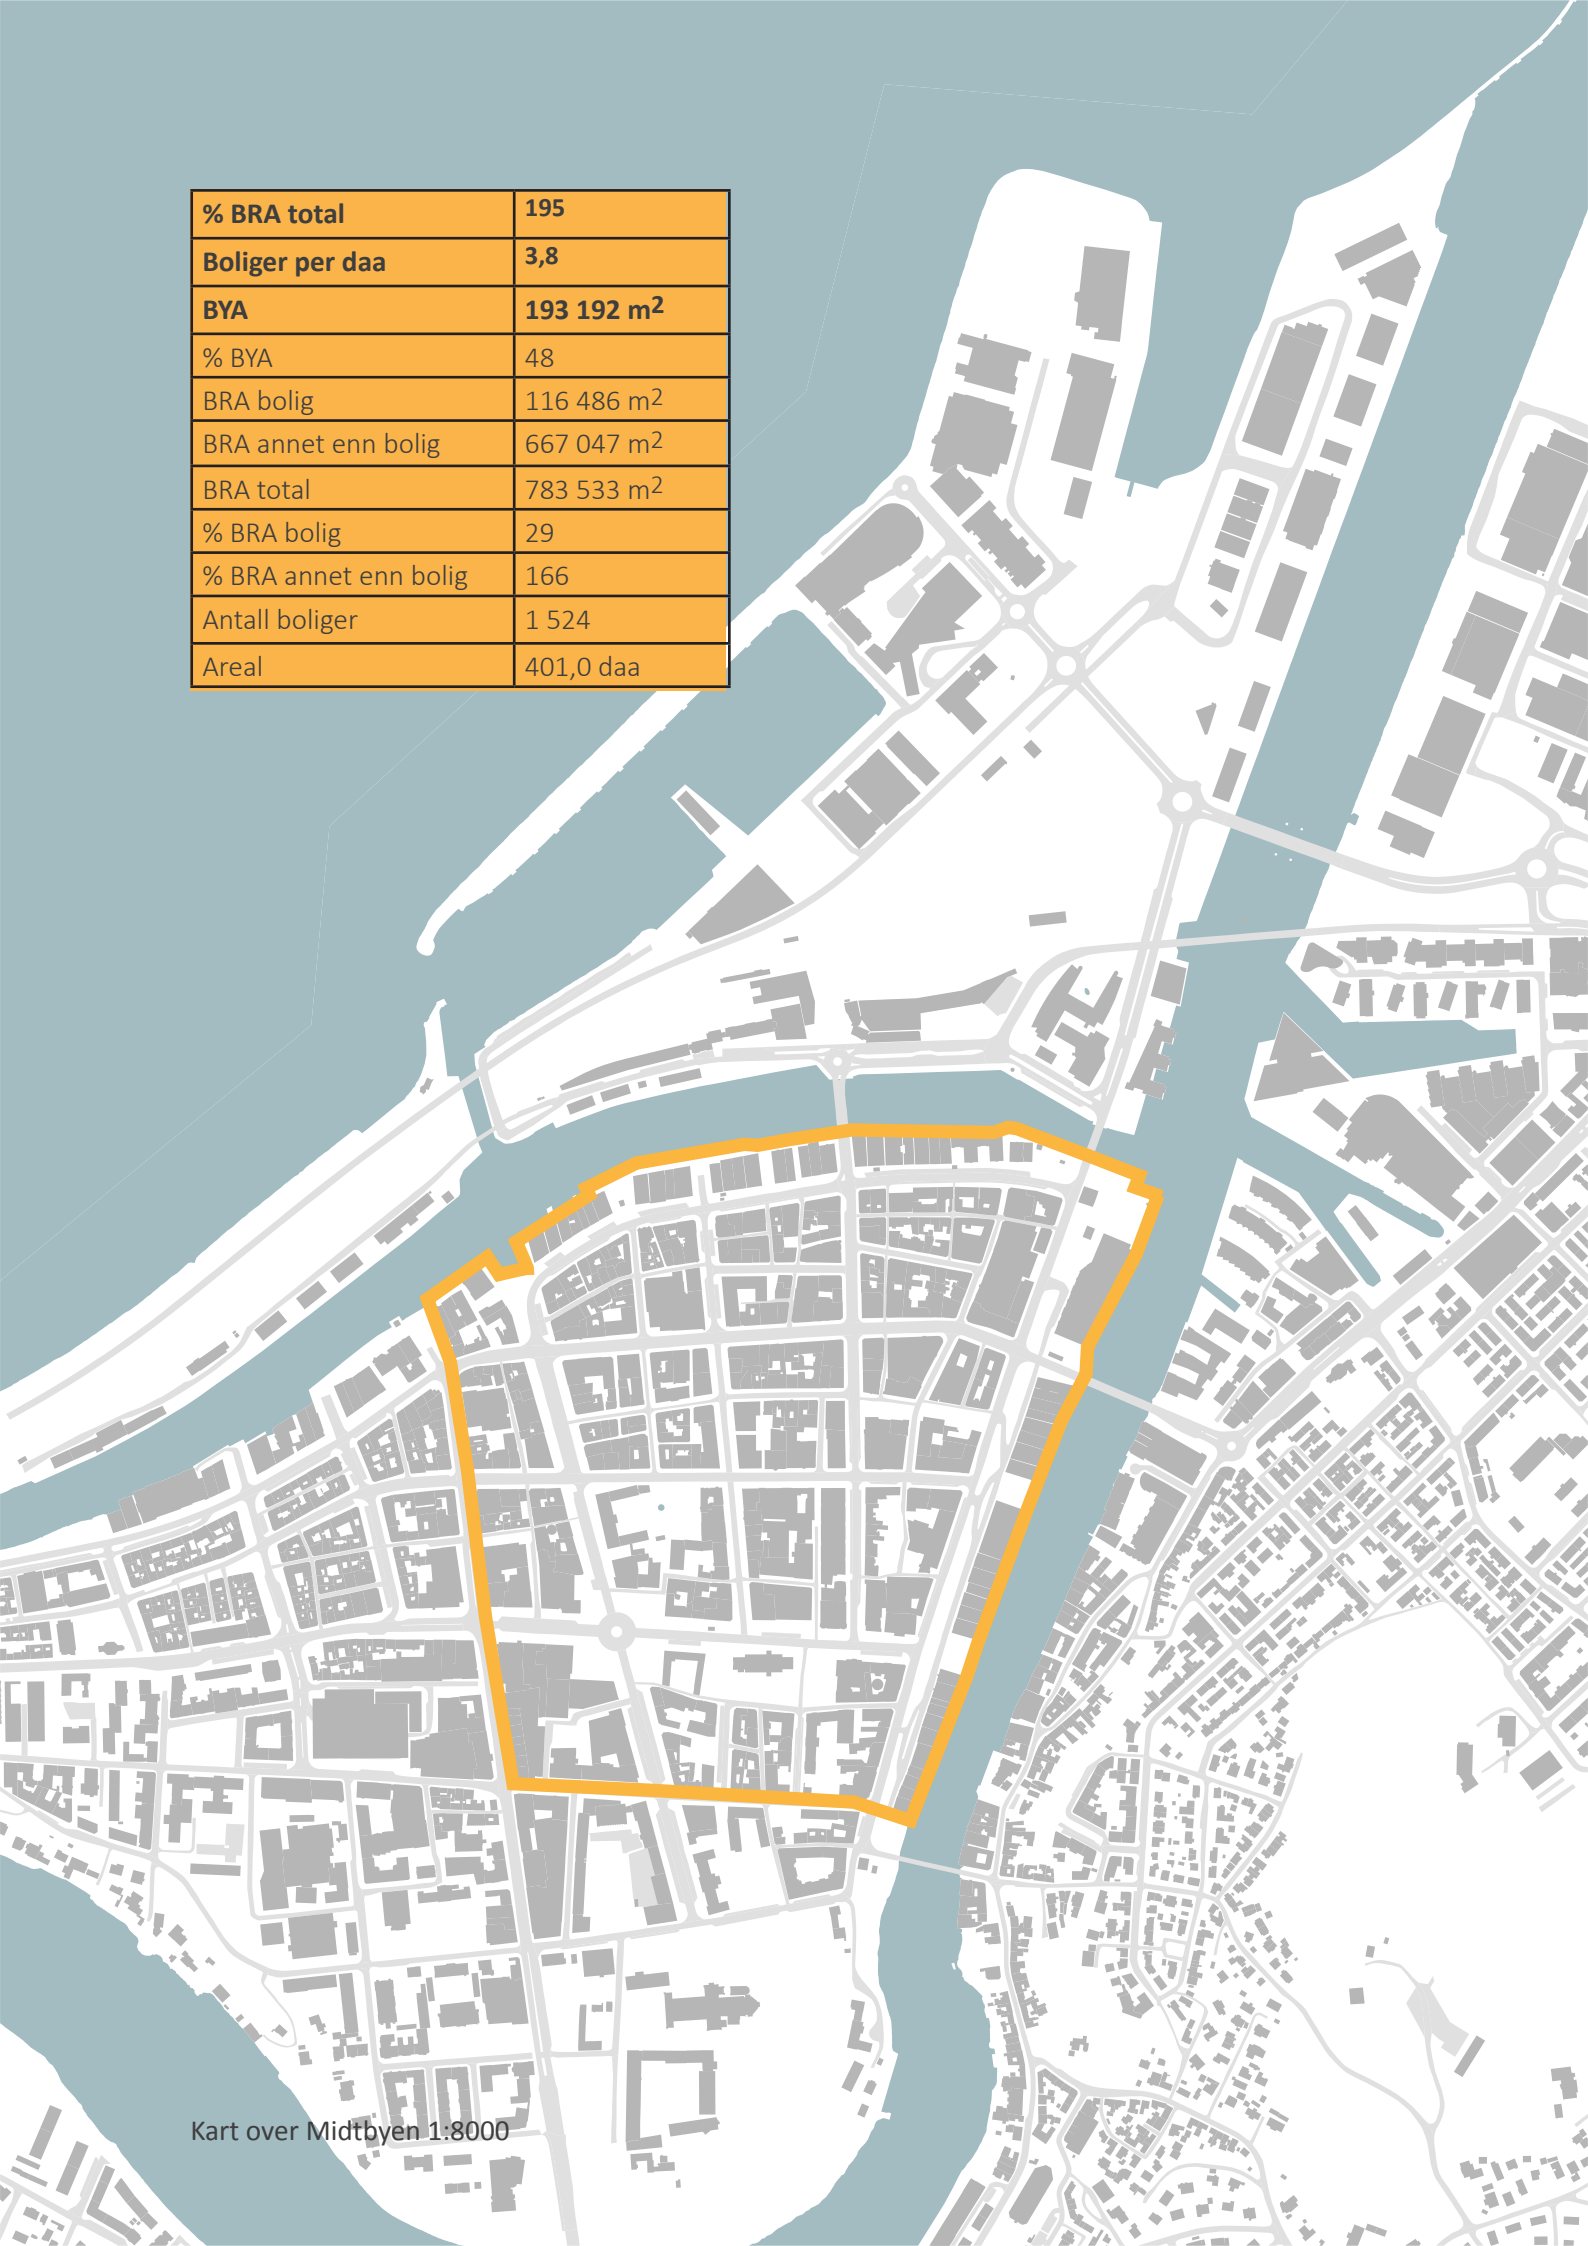 % BRA total 195
Boliger per daa 3,8
BYA 193 192 m2
% BYA 48
BRA bolig 116 486 m2
BRA annet enn bolig 667 047 m2
BRA total 783 533 m2
% BRA bolig 29
% BRA annet enn bolig 166
Antall boliger 1 524
Areal 401,0 daa
Kart over Midtbyen 1:8000